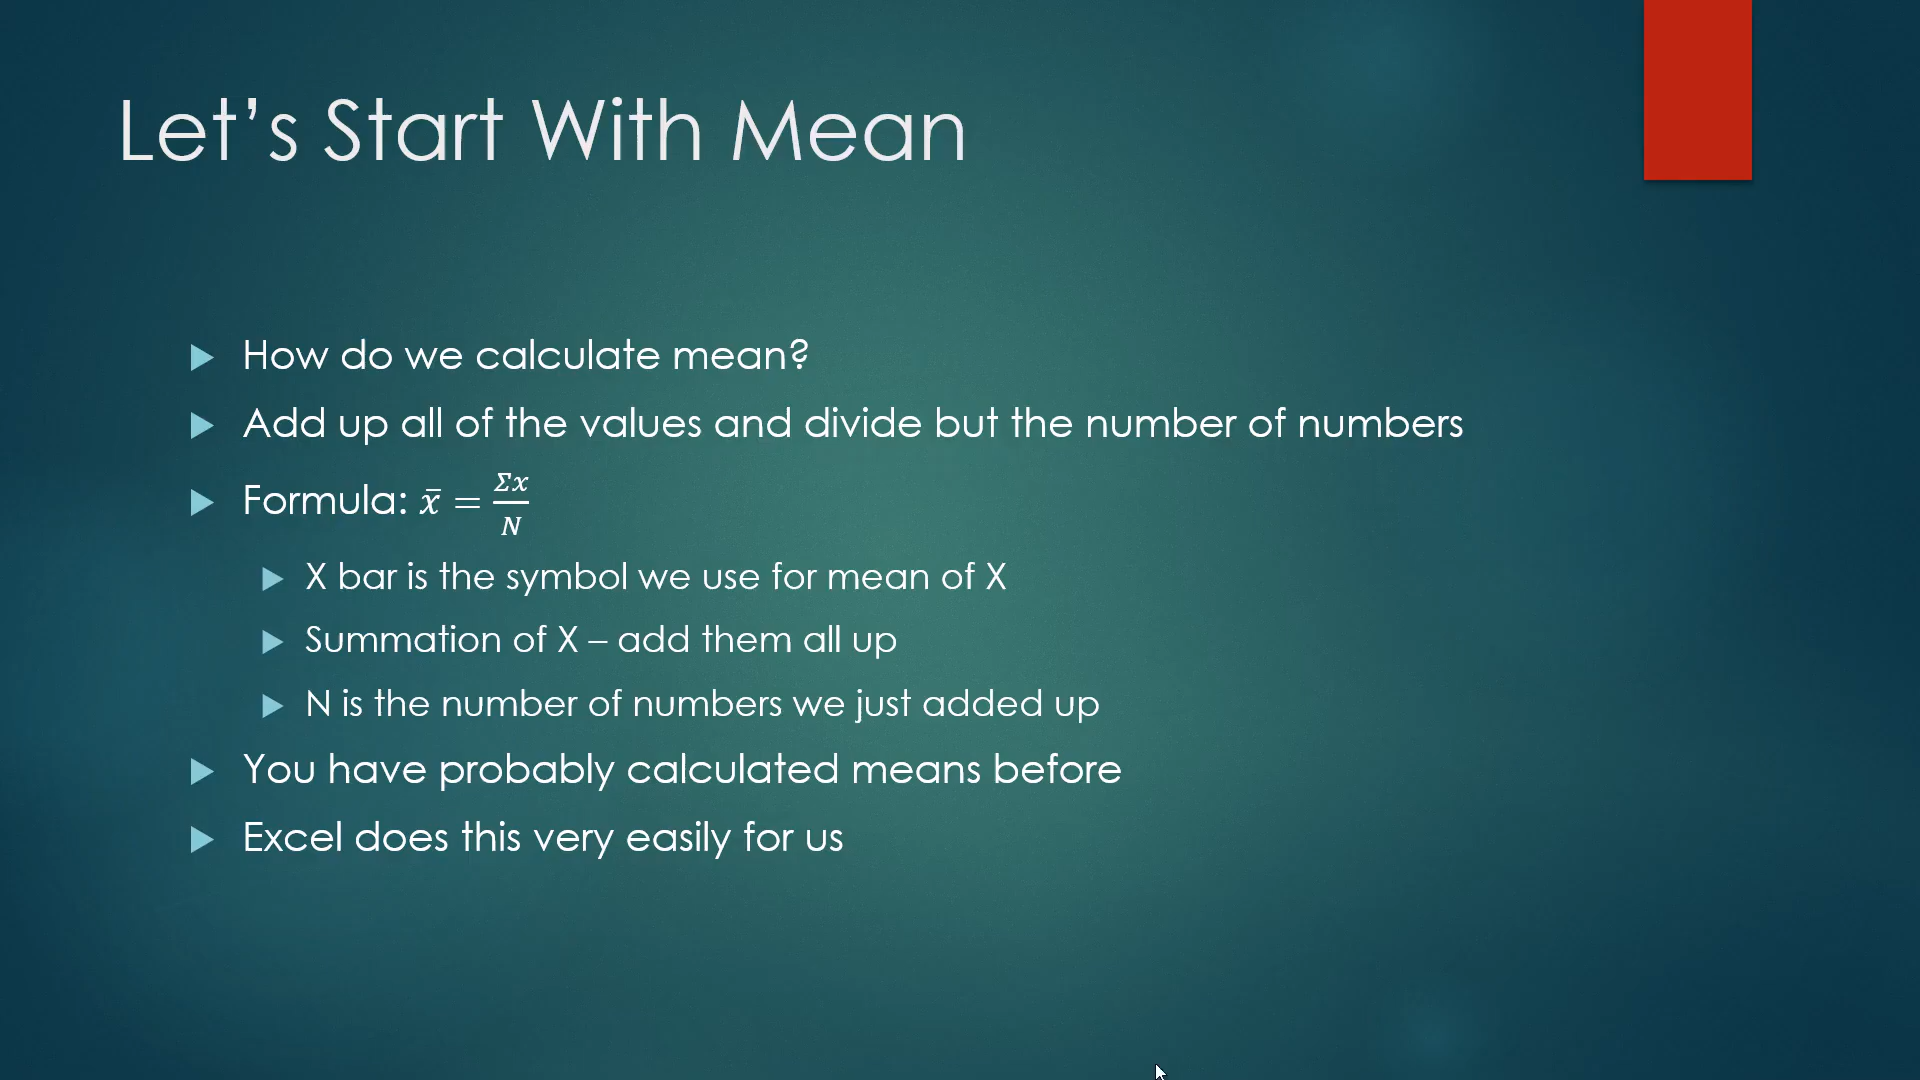 Let’s Start With Mean
How do we calculate mean?
Add up all of the values and divide but the number of numbers
Formula: x̄ = Σx/N
X bar is the symbol we use for mean of X
Summation of X – add them all up
N is the number of numbers we just added up
You have probably calculated means before
Excel does this very easily for us